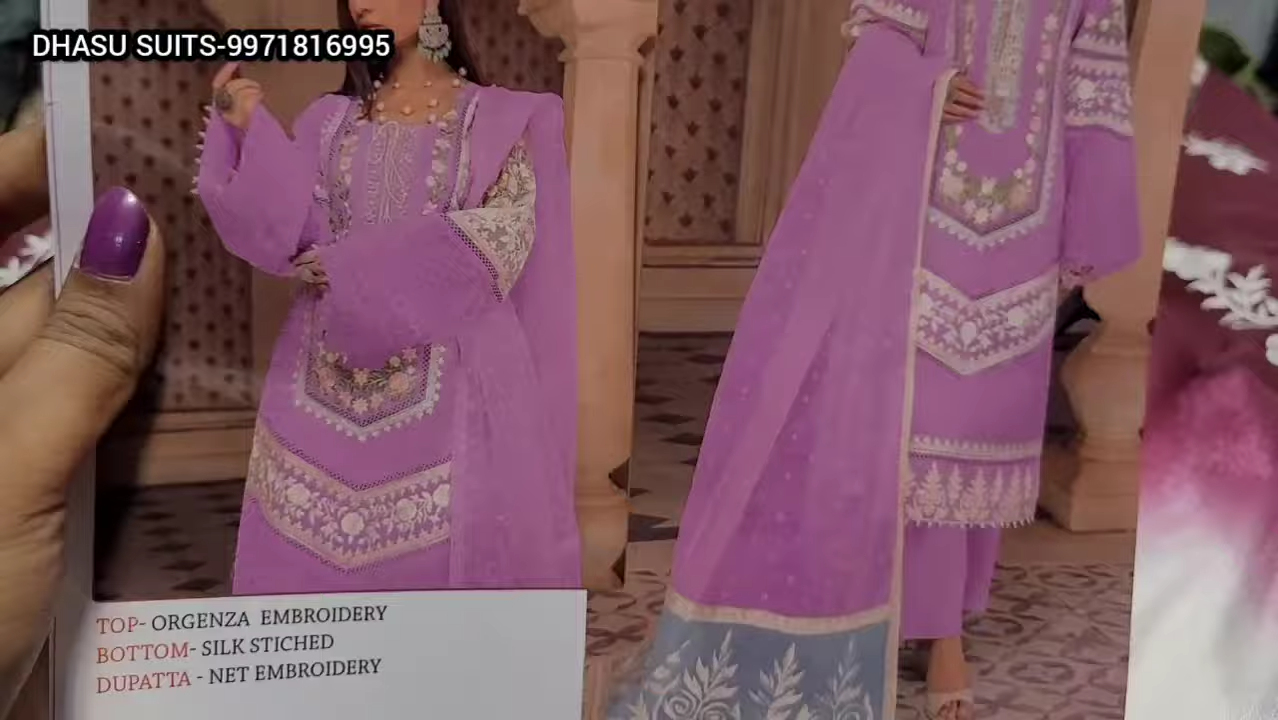 DHASU SUITS-9971816995
TOP- ORGENZA EMBROIDERY
BOTTOM- SILK STICHED
DUPATTA - NET EMBROIDERY